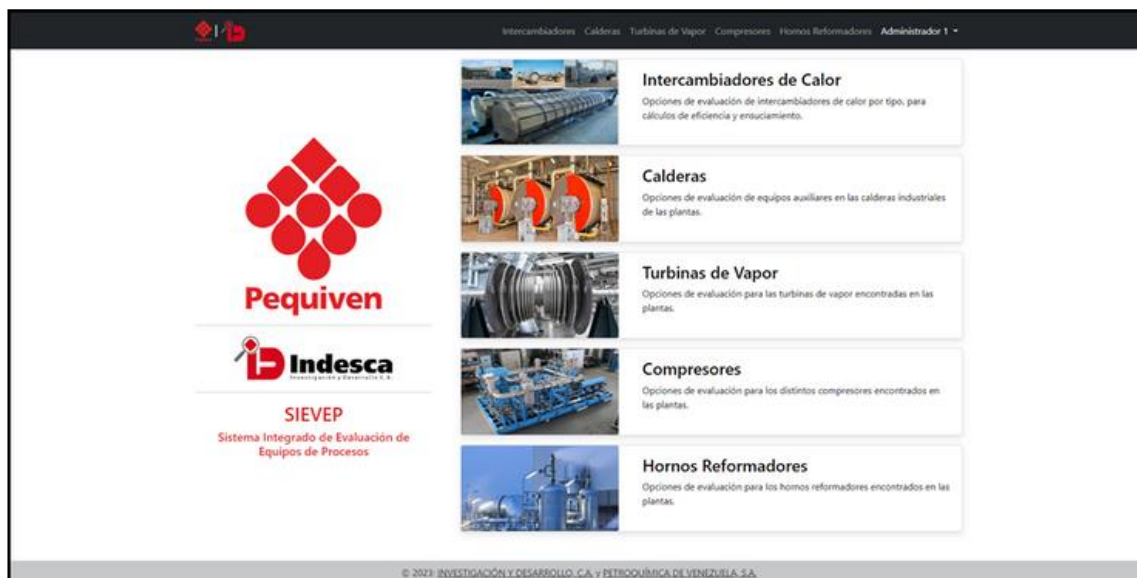 Intercambiadores Calderas Turbinas de Vapor Compresores Hornos Reformadores Administrador 1
Pequiven
Indesca
Investigación y Desarrollo C.A.
SIEVEP
Sistema Integrado de Evaluación de
Equipos de Procesos
Intercambiadores de Calor
Opciones de evaluación de intercambiadores de calor por tipo, para
cálculos de eficiencia y ensuciamiento.
Calderas
Opciones de evaluación de equipos auxiliares en las calderas industriales
de las plantas.
Turbinas de Vapor
Opciones de evaluación para las turbinas de vapor encontradas en las
plantas.
Compresores
Opciones de evaluación para los distintos compresores encontrados en
las plantas.
Hornos Reformadores
Opciones de evaluación para los hornos reformadores encontrados en las
plantas.
© 2023: INVESTIGACIÓN Y DESARROLLO, C.A. y PETROQUÍMICA DE VENEZUELA, S.A.